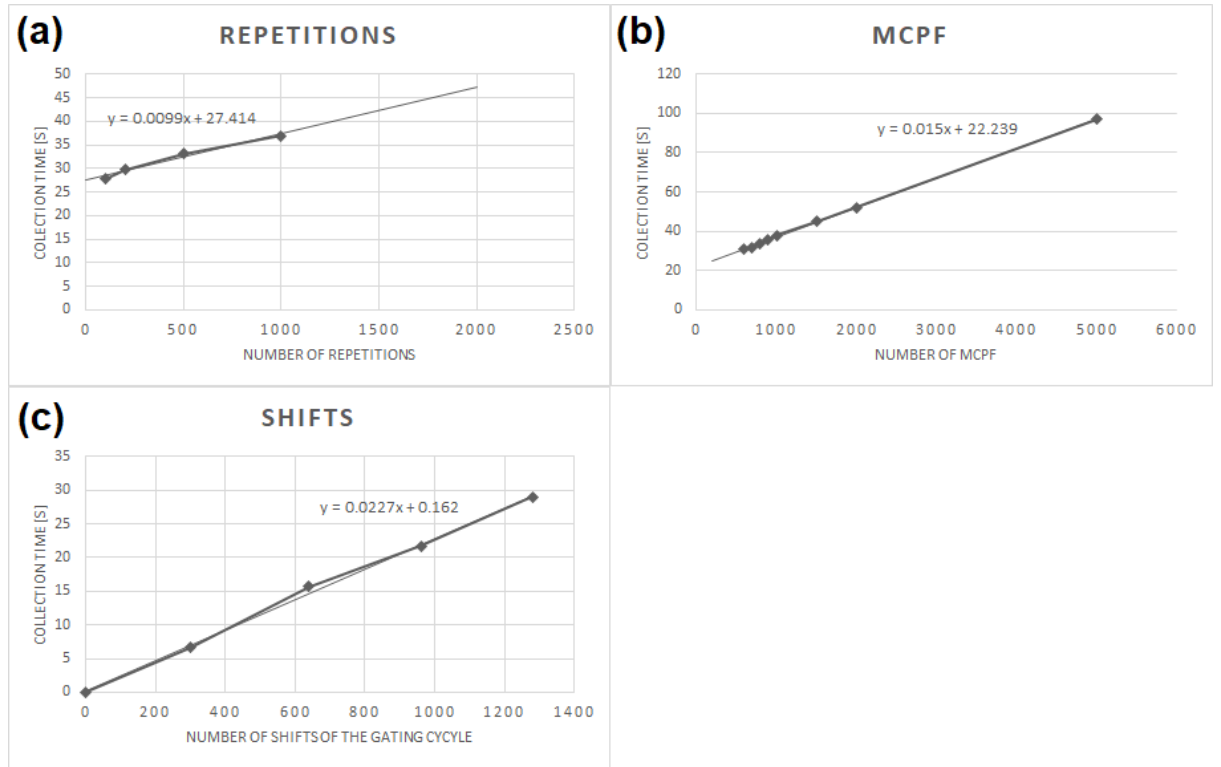 (a)
REPETITIONS
COLECTION TIME [S]
50
45
40
35
30
25
20
15
10
5
0
y = 0.0099x + 27.414
0 500 1000 1500 2000 2500
NUMBER OF REPETITIONS
(b)
MCPF
COLLECTION TIME [S]
120
100
80
60
40
20
0
y = 0.015x + 22.239
0 1000 2000 3000 4000 5000 6000
NUMBER OF MCPF
(c)
SHIFTS
COLLECTION TIME [S]
35
30
25
20
15
10
5
0
y = 0.0227x + 0.162
0 200 400 600 800 1000 1200 1400
NUMBER OF SHIFTS OF THE GATING CYCYLE